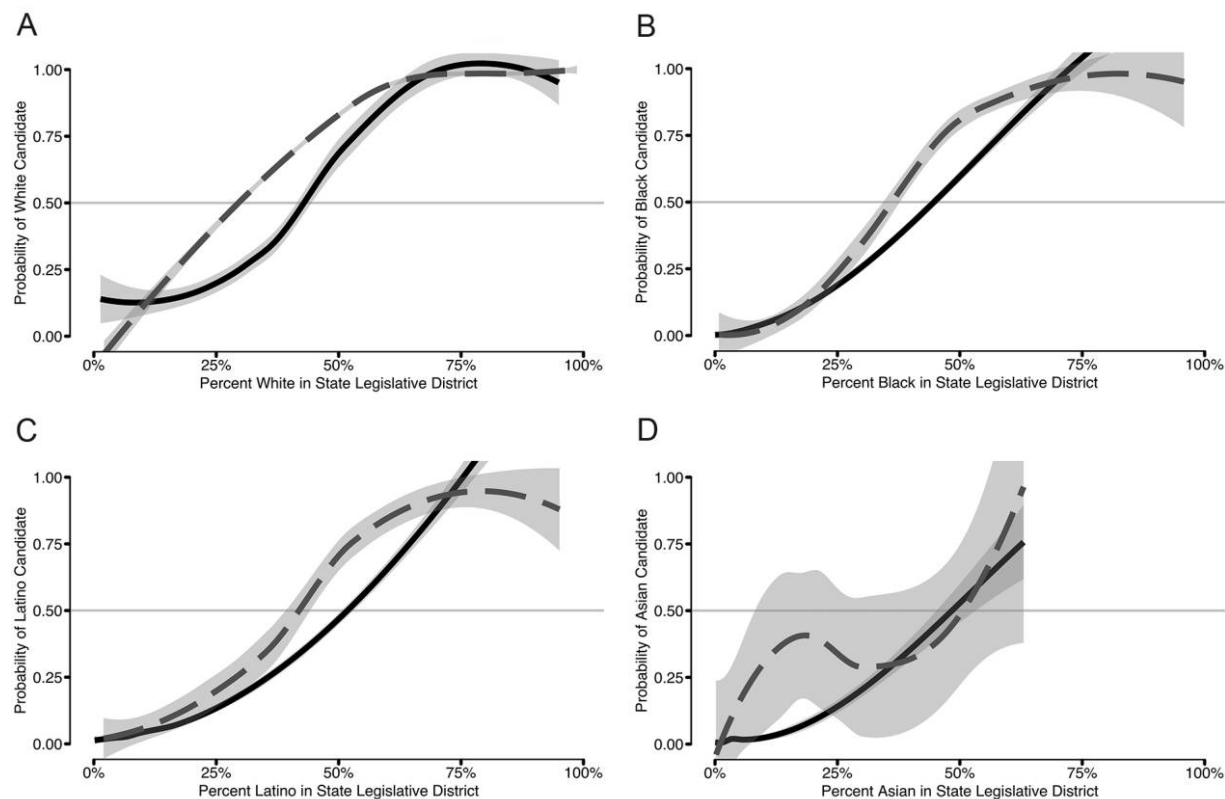 A
Probability of White Candidate
1.00
0.75
0.50
0.25
0.00
0% 25% 50% 75% 100%
Percent White in State Legislative District
B
Probability of Black Candidate
1.00
0.75
0.50
0.25
0.00
0% 25% 50% 75% 100%
Percent Black in State Legislative District
C
Probability of Latino Candidate
1.00
0.75
0.50
0.25
0.00
0% 25% 50% 75% 100%
Percent Latino in State Legislative District
D
Probability of Asian Candidate
1.00
0.75
0.50
0.25
0.00
0% 25% 50% 75% 100%
Percent Asian in State Legislative District